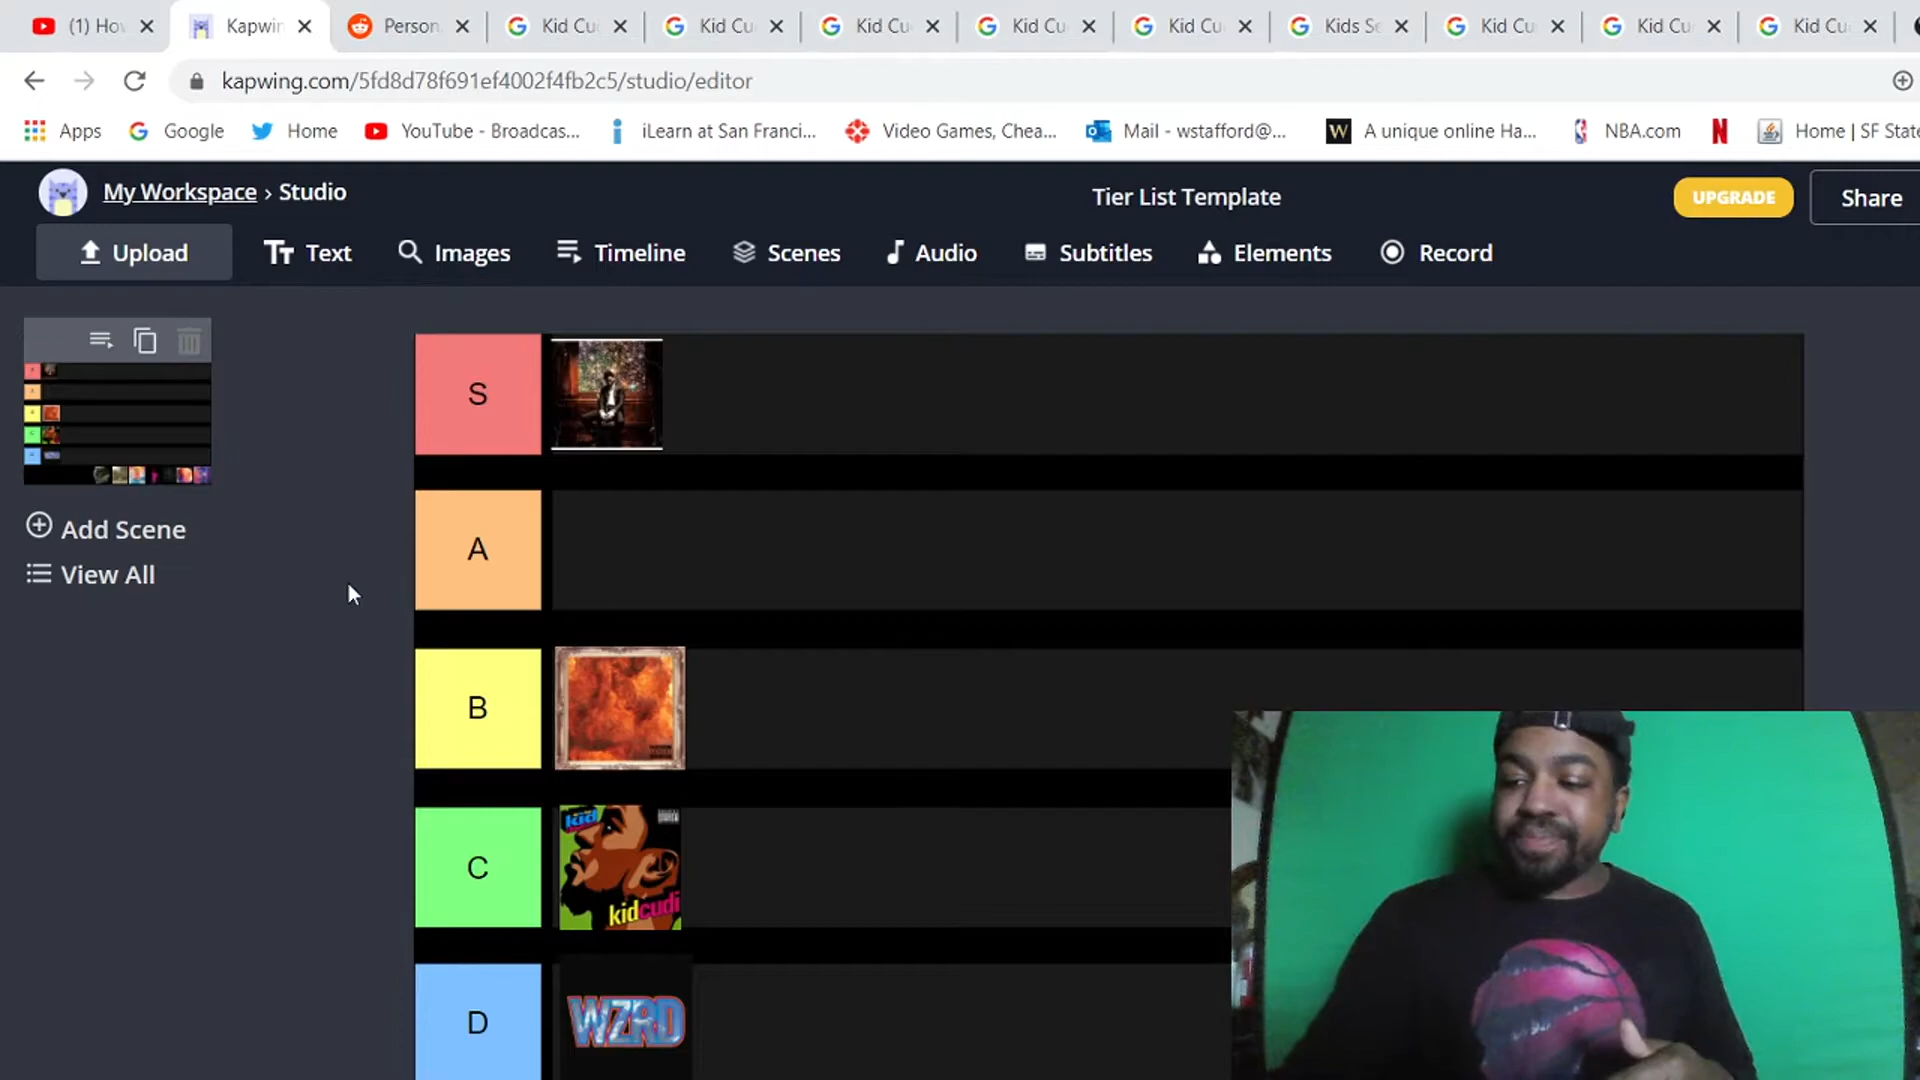 (1) Hov
Kapwin
Person.
Kid Cu
Kid Cu
Kid Cu
Kid Cu
Kid Cu
Kids Se
Kid Cu
Kid Cu
Kid Cu
kapwing.com/5fd8d78f691ef4002f4fb2c5/studio/editor
Apps
Google
Home
YouTube - Broadcas...
iLearn at San Franci...
Video Games, Chea...
Mail - wstafford@...
W
A unique online Ha...
NBA.com
N
Home | SF State
My Workspace › Studio
Tier List Template
UPGRADE
Share
Upload
Text
Images
Timeline
Scenes
Audio
Subtitles
Elements
Record
S
A
Add Scene
View All
B
C
kid
kid cudi
D
WZRD